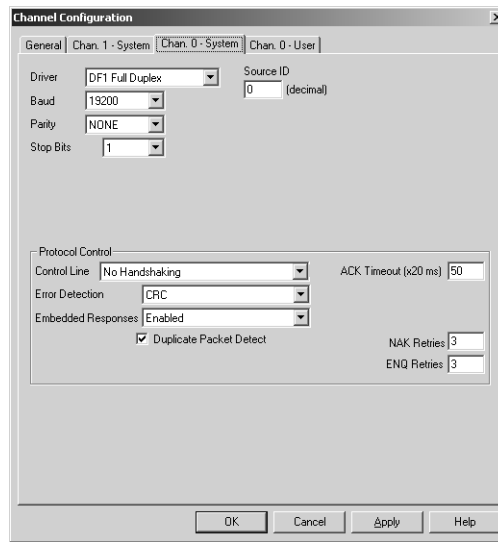 Channel Configuration
General Chan. 1 - System Chan. 0 - System Chan. 0 - User
Driver DF1 Full Duplex Source ID
0 (decimal)
Baud 19200
Parity NONE
Stop Bits 1
Protocol Control
Control Line No Handshaking ACK Timeout (x20 ms) 50
Error Detection CRC
Embedded Responses Enabled
Duplicate Packet Detect NAK Retries 3
ENQ Retries 3
OK Cancel Apply Help